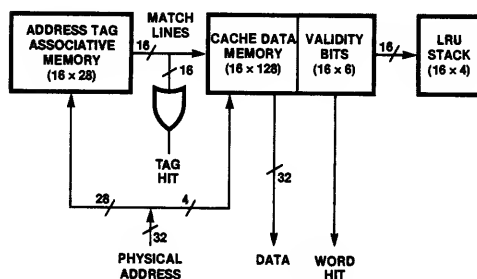 ADDRESS TAG
ASSOCIATIVE
MEMORY
(16 × 28)
16
MATCH
LINES
16
CACHE DATA
MEMORY
(16 × 128)
VALIDITY
BITS
(16 × 6)
16
LRU
STACK
(16 × 4)
TAG
HIT
28
4
32
32
PHYSICAL
ADDRESS
DATA
WORD
HIT